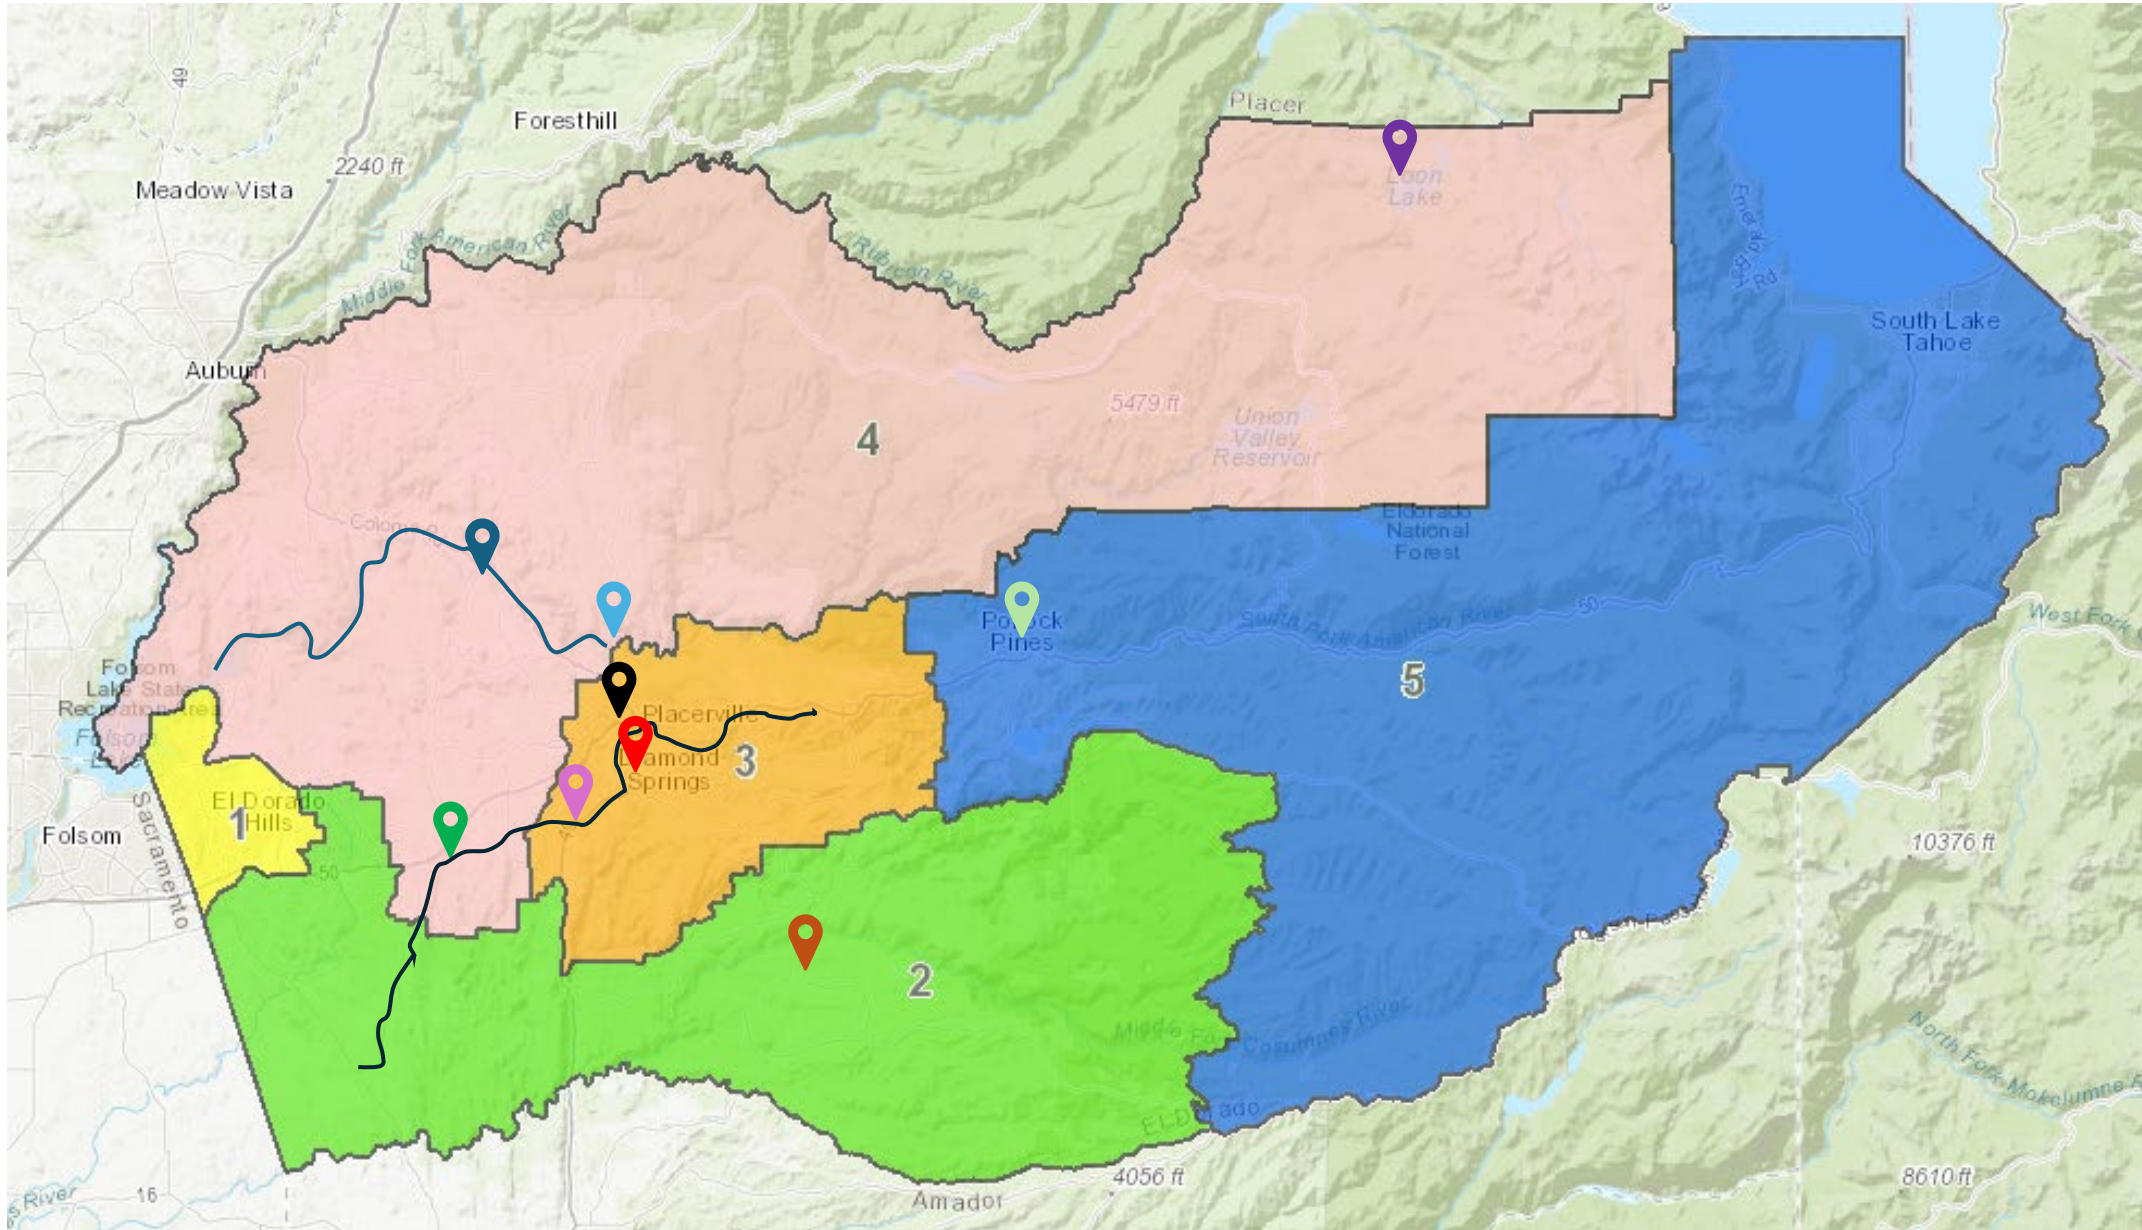 49
Foresthill
Placer
2240 ft
Meadow Vista
Loon
Lake
Middle Fork American River
Rubicon River
Emerald Bay Rd
South Lake
Tahoe
Auburn
5479 ft
Union
Valley
Reservoir
4
Coloma
Eldorado
National
Forest
50
South Fork American River
Pollock
Pines
West Fork
Folsom
Lake State
Recreation Area
Folsom
Lake
5
Placerville
3
Diamond
Springs
El Dorado
Hills
1
Folsom
Sacramento
50
10376 ft
2
Middle Fork Cosumnes River
North Fork Mokelumne R
El Dorado
4056 ft
8610 ft
Amador
16
s River